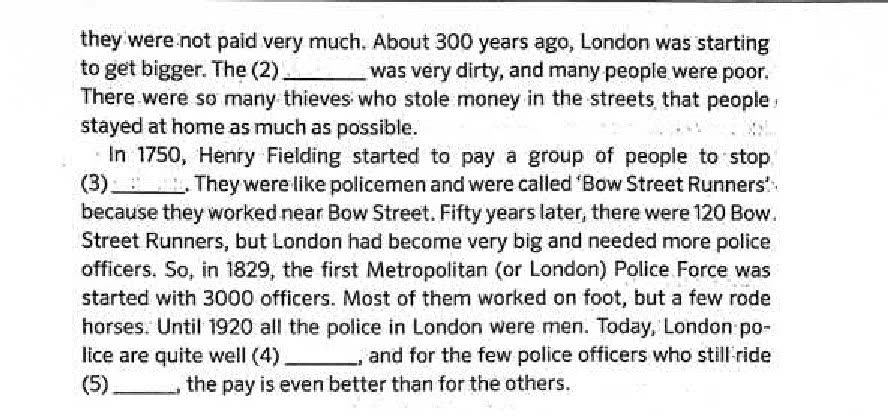 they were not paid very much. About 300 years ago, London was starting
to get bigger. The (2) ______ was very dirty, and many people were poor.
There were so many thieves who stole money in the streets that people
stayed at home as much as possible.
In 1750, Henry Fielding started to pay a group of people to stop
(3) ______. They were like policemen and were called ‘Bow Street Runners’
because they worked near Bow Street. Fifty years later, there were 120 Bow
Street Runners, but London had become very big and needed more police
officers. So, in 1829, the first Metropolitan (or London) Police Force was
started with 3000 officers. Most of them worked on foot, but a few rode
horses. Until 1920 all the police in London were men. Today, London po-
lice are quite well (4) ______, and for the few police officers who still ride
(5) ______, the pay is even better than for the others.